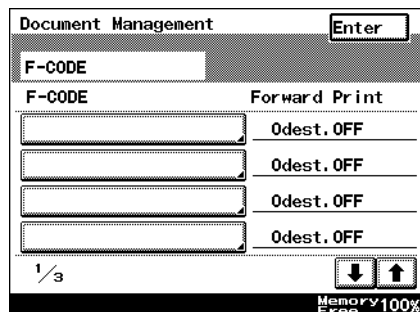 Document Management Enter
F-CODE
F-CODE Forward Print
0dest.OFF
0dest.OFF
0dest.OFF
0dest.OFF
1/3
Memory Free 100%